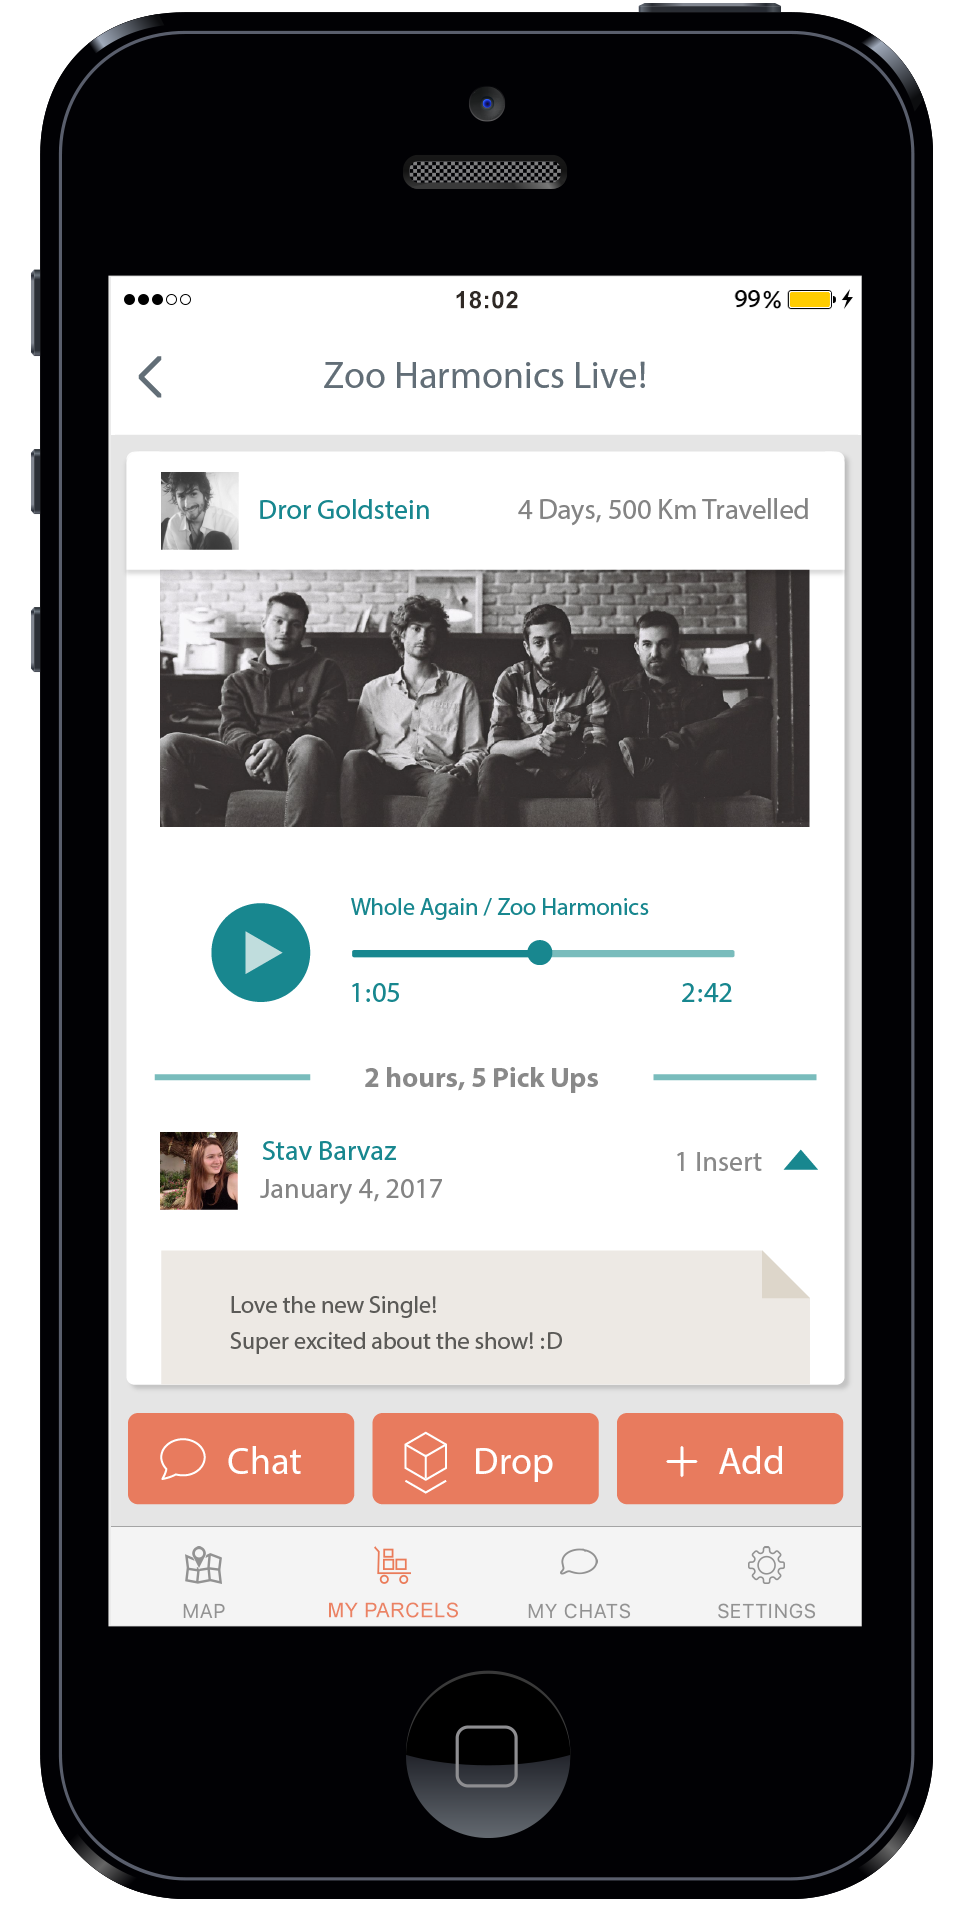 18:02
99%
Zoo Harmonics Live!
Dror Goldstein
4 Days, 500 Km Travelled
Whole Again / Zoo Harmonics
1:05
2:42
2 hours, 5 Pick Ups
Stav Barvaz
1 Insert
January 4, 2017
Love the new Single!
Super excited about the show! :D
Chat
Drop
+ Add
MAP
MY PARCELS
MY CHATS
SETTINGS